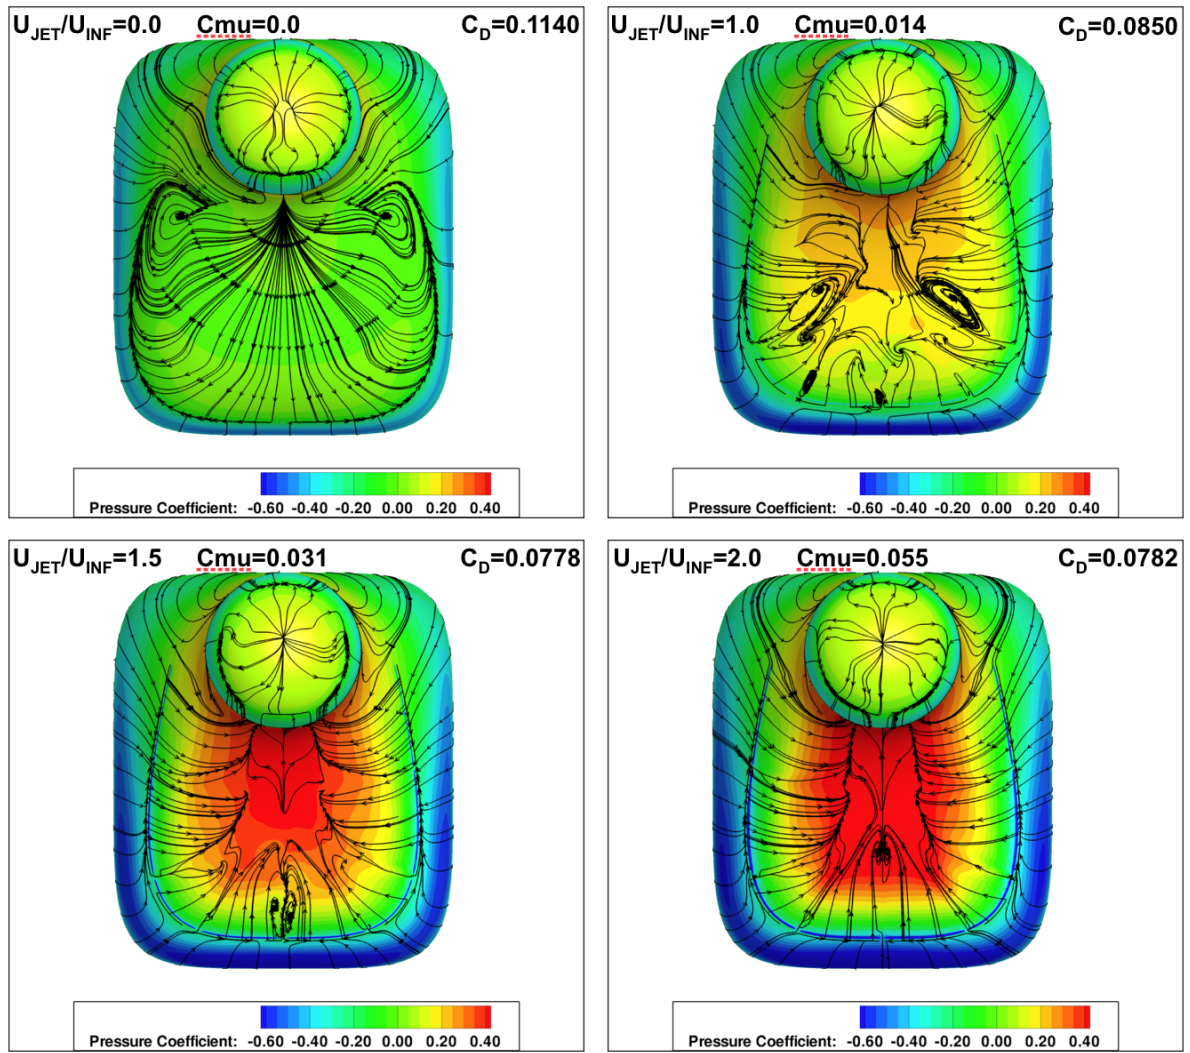 U_JET/U_INF=0.0 Cmu=0.0 C_D=0.1140
Pressure Coefficient: -0.60 -0.40 -0.20 0.00 0.20 0.40
U_JET/U_INF=1.0 Cmu=0.014 C_D=0.0850
Pressure Coefficient: -0.60 -0.40 -0.20 0.00 0.20 0.40
U_JET/U_INF=1.5 Cmu=0.031 C_D=0.0778
Pressure Coefficient: -0.60 -0.40 -0.20 0.00 0.20 0.40
U_JET/U_INF=2.0 Cmu=0.055 C_D=0.0782
Pressure Coefficient: -0.60 -0.40 -0.20 0.00 0.20 0.40